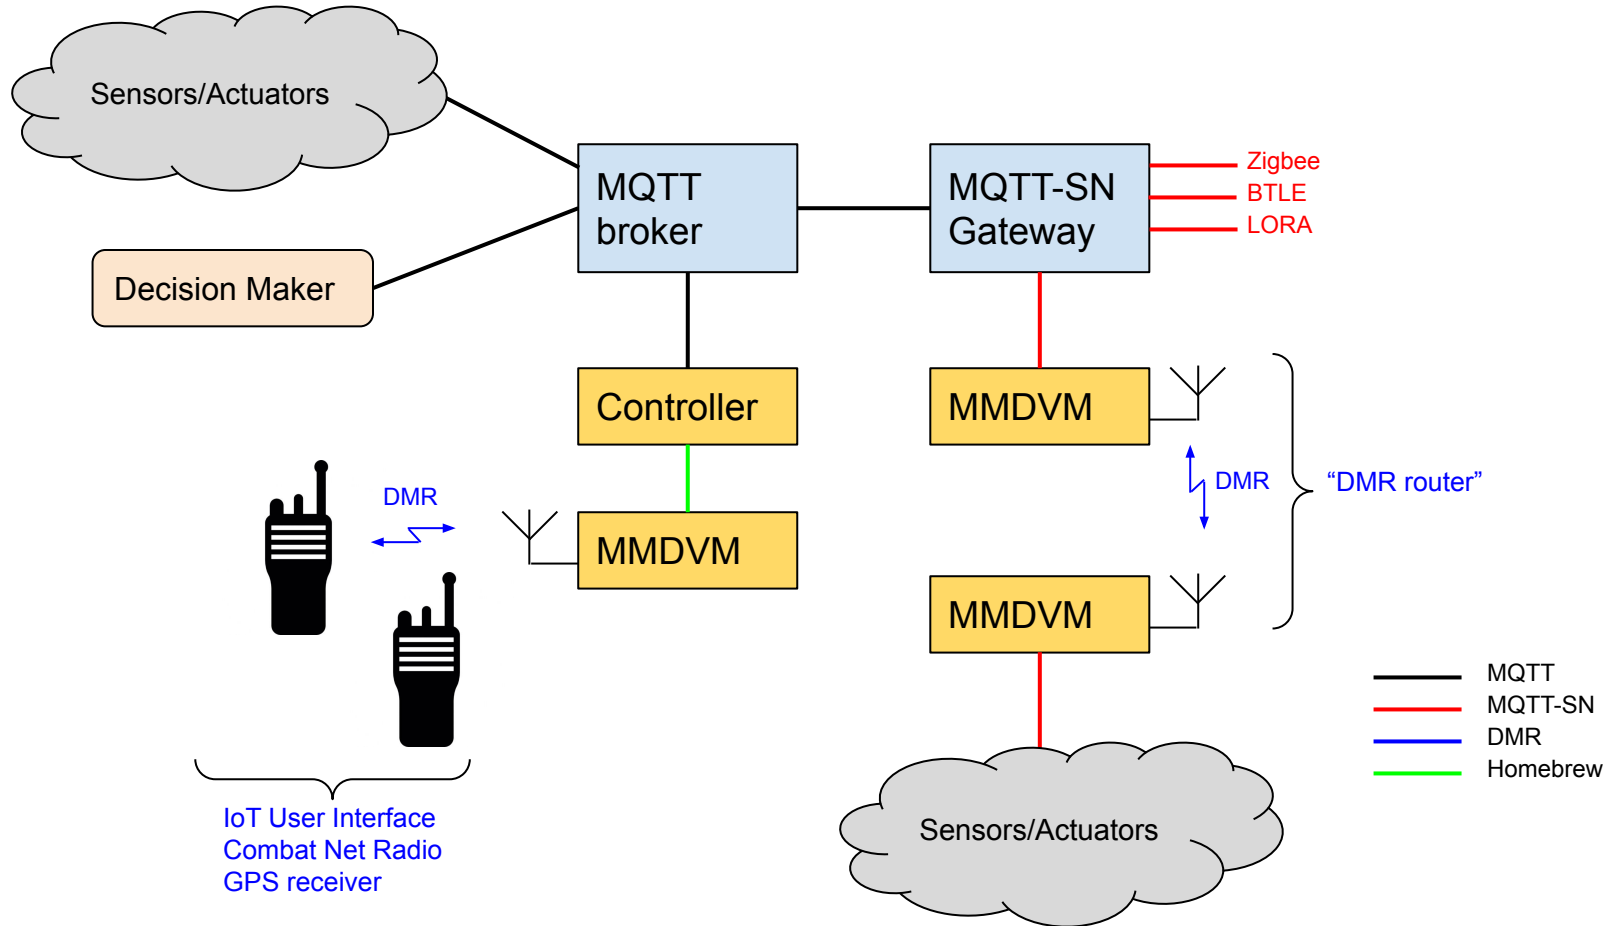 Sensors/Actuators
MQTT
broker
MQTT-SN
Gateway
Zigbee
BTLE
LORA
Decision Maker
Controller
MMDVM
DMR
“DMR router”
DMR
MMDVM
MMDVM
IoT User Interface
Combat Net Radio
GPS receiver
Sensors/Actuators
MQTT
MQTT-SN
DMR
Homebrew